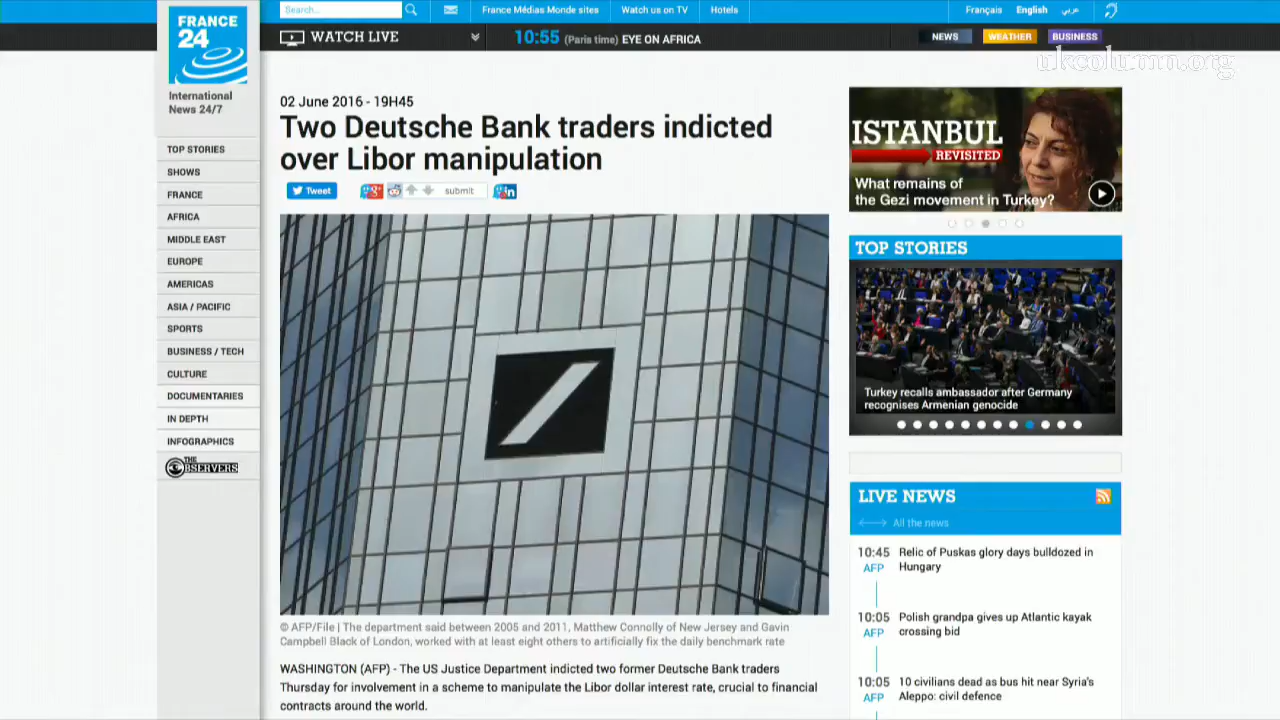 Search...
France Médias Monde sites
Watch us on TV
Hotels
Français
English
عربي
FRANCE
24
International
News 24/7
WATCH LIVE
10:55 (Paris time) EYE ON AFRICA
NEWS
WEATHER
BUSINESS
ukcolumn.org
TOP STORIES
SHOWS
FRANCE
AFRICA
MIDDLE EAST
EUROPE
AMERICAS
ASIA / PACIFIC
SPORTS
BUSINESS / TECH
CULTURE
DOCUMENTARIES
IN DEPTH
INFOGRAPHICS
THE OBSERVERS
02 June 2016 - 19H45
Two Deutsche Bank traders indicted
over Libor manipulation
Tweet
submit
© AFP/File | The department said between 2005 and 2011, Matthew Connolly of New Jersey and Gavin
Campbell Black of London, worked with at least eight others to artificially fix the daily benchmark rate
WASHINGTON (AFP) - The US Justice Department indicted two former Deutsche Bank traders
Thursday for involvement in a scheme to manipulate the Libor dollar interest rate, crucial to financial
contracts around the world.
ISTANBUL
REVISITED
What remains of
the Gezi movement in Turkey?
TOP STORIES
Turkey recalls ambassador after Germany
recognises Armenian genocide
LIVE NEWS
All the news
10:45 Relic of Puskas glory days bulldozed in
AFP Hungary
10:05 Polish grandpa gives up Atlantic kayak
AFP crossing bid
10:05 10 civilians dead as bus hit near Syria's
AFP Aleppo: civil defence